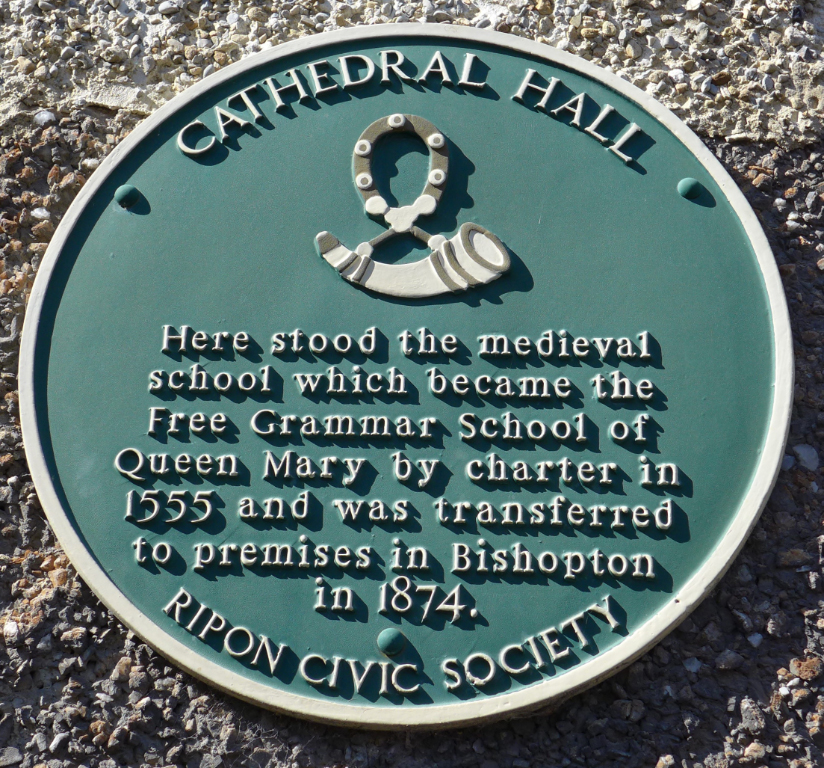 CATHEDRAL HALL
Here stood the medieval
school which became the
Free Grammar School of
Queen Mary by charter in
1555 and was transferred
to premises in Bishopton
in 1874.
RIPON CIVIC SOCIETY